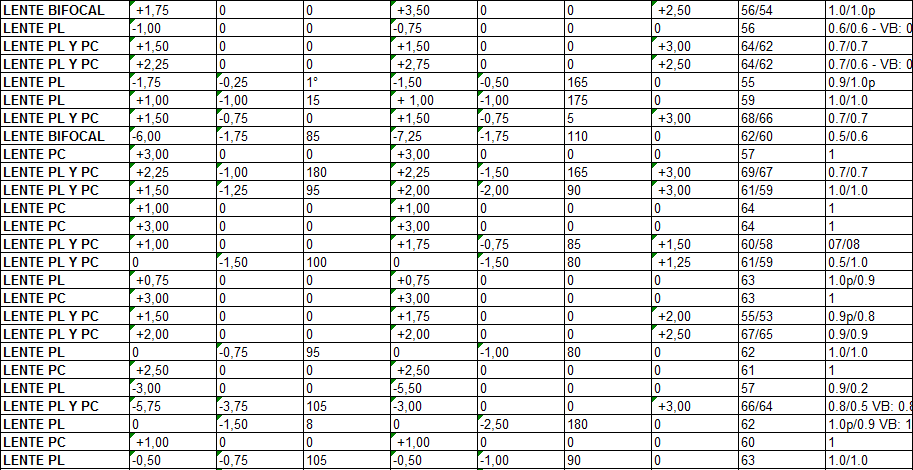 LENTE BIFOCAL +1,75 0 0 +3,50 0 0 +2,50 56/54 1.0/1.0p
LENTE PL -1,00 0 0 -0,75 0 0 0 56 0.6/0.6 - VB: 0
LENTE PL Y PC +1,50 0 0 +1,50 0 0 +3,00 64/62 0.7/0.7
LENTE PL Y PC +2,25 0 0 +2,75 0 0 +2,50 64/62 0.7/0.6 - VB: 0
LENTE PL -1,75 -0,25 1° -1,50 -0,50 165 0 55 0.9/1.0p
LENTE PL +1,00 -1,00 15 + 1,00 -1,00 175 0 59 1.0/1.0
LENTE PL Y PC +1,50 -0,75 0 +1,50 -0,75 5 +3,00 68/66 0.7/0.7
LENTE BIFOCAL -6,00 -1,75 85 -7,25 -1,75 110 0 62/60 0.5/0.6
LENTE PC +3,00 0 0 +3,00 0 0 0 57 1
LENTE PL Y PC +2,25 -1,00 180 +2,25 -1,50 165 +3,00 69/67 0.7/0.7
LENTE PL Y PC +1,50 -1,25 95 +2,00 -2,00 90 +3,00 61/59 1.0/1.0
LENTE PC +1,00 0 0 +1,00 0 0 0 64 1
LENTE PC +3,00 0 0 +3,00 0 0 0 64 1
LENTE PL Y PC +1,00 0 0 +1,75 -0,75 85 +1,50 60/58 07/08
LENTE PL Y PC 0 -1,50 100 0 -1,50 80 +1,25 61/59 0.5/1.0
LENTE PL +0,75 0 0 +0,75 0 0 0 63 1.0p/0.9
LENTE PC +3,00 0 0 +3,00 0 0 0 63 1
LENTE PL Y PC +1,50 0 0 +1,75 0 0 +2,00 55/53 0.9p/0.8
LENTE PL Y PC +2,00 0 0 +2,00 0 0 +2,50 67/65 0.9/0.9
LENTE PL 0 -0,75 95 0 -1,00 80 0 62 1.0/1.0
LENTE PC +2,50 0 0 +2,50 0 0 0 61 1
LENTE PL -3,00 0 0 -5,50 0 0 0 57 0.9/0.2
LENTE PL Y PC -5,75 -3,75 105 -3,00 0 0 +3,00 66/64 0.8/0.5 VB: 0.8
LENTE PL 0 -1,50 8 0 -2,50 180 0 62 1.0p/0.9 VB: 1
LENTE PC +1,00 0 0 +1,00 0 0 0 60 1
LENTE PL -0,50 -0,75 105 -0,50 -1,00 90 0 63 1.0/1.0